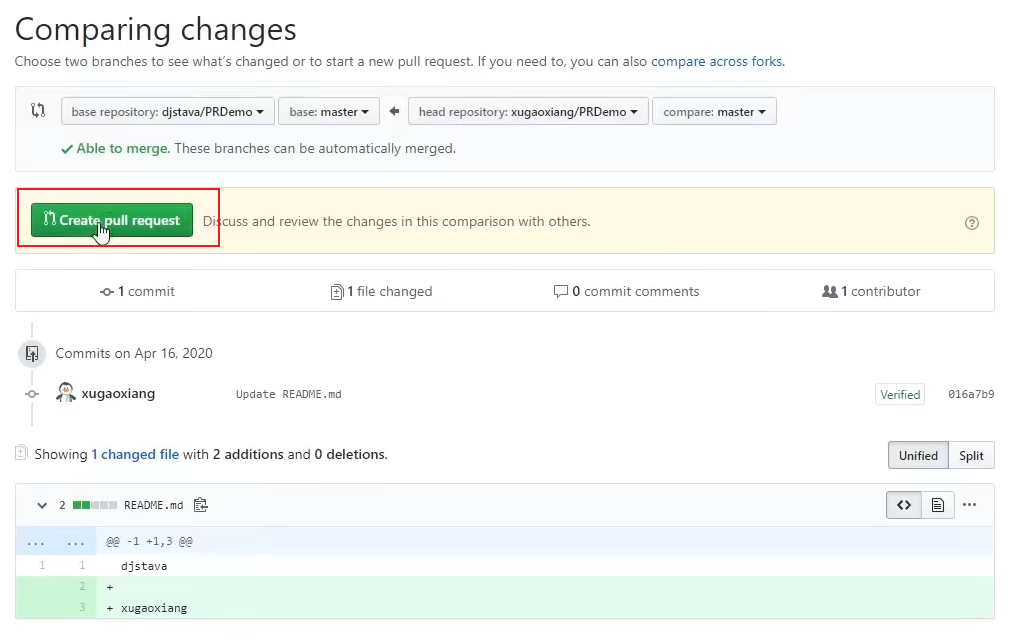 Comparing changes
Choose two branches to see what's changed or to start a new pull request. If you need to, you can also compare across forks.
base repository: djstava/PRDemo base: master head repository: xugaoxiang/PRDemo compare: master
Able to merge. These branches can be automatically merged.
Create pull request Discuss and review the changes in this comparison with others.
1 commit 1 file changed 0 commit comments 1 contributor
Commits on Apr 16, 2020
xugaoxiang Update README.md Verified 016a7b9
Showing 1 changed file with 2 additions and 0 deletions. Unified Split
2 README.md
... ... @@ -1 +1,3 @@
1 1 djstava
2 +
3 + xugaoxiang